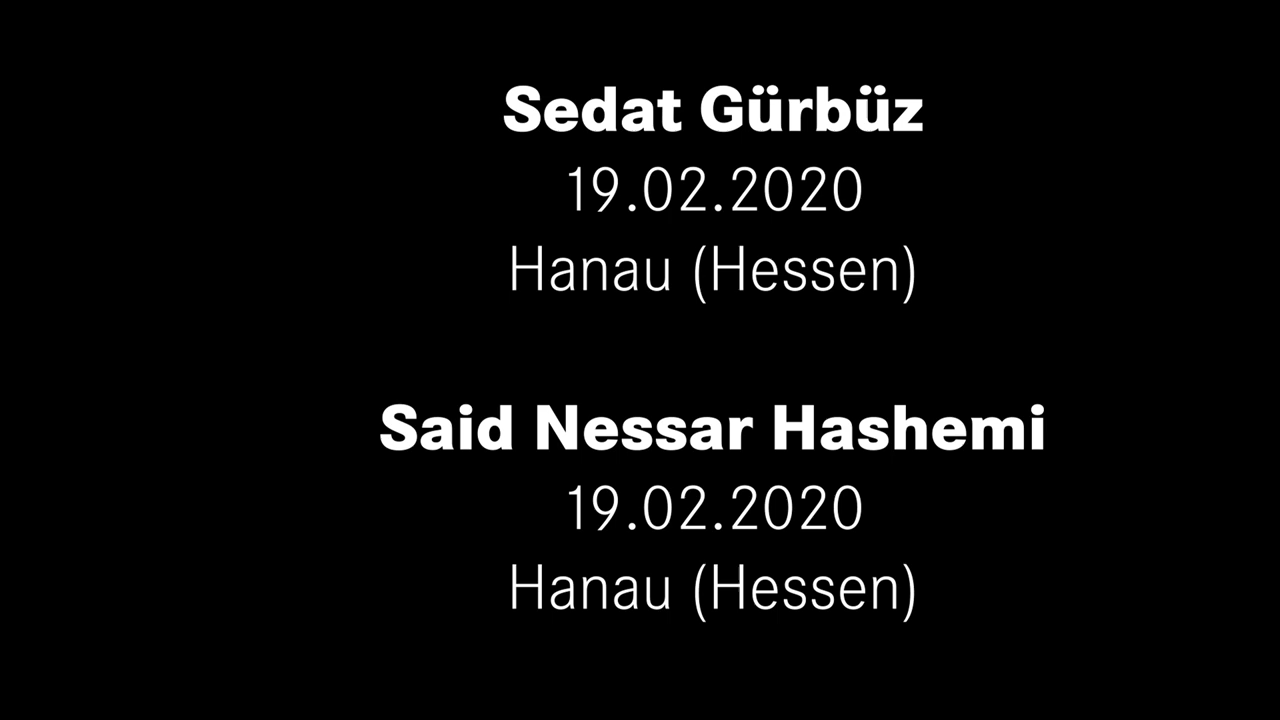 Sedat Gürbüz
19.02.2020
Hanau (Hessen)
Said Nessar Hashemi
19.02.2020
Hanau (Hessen)